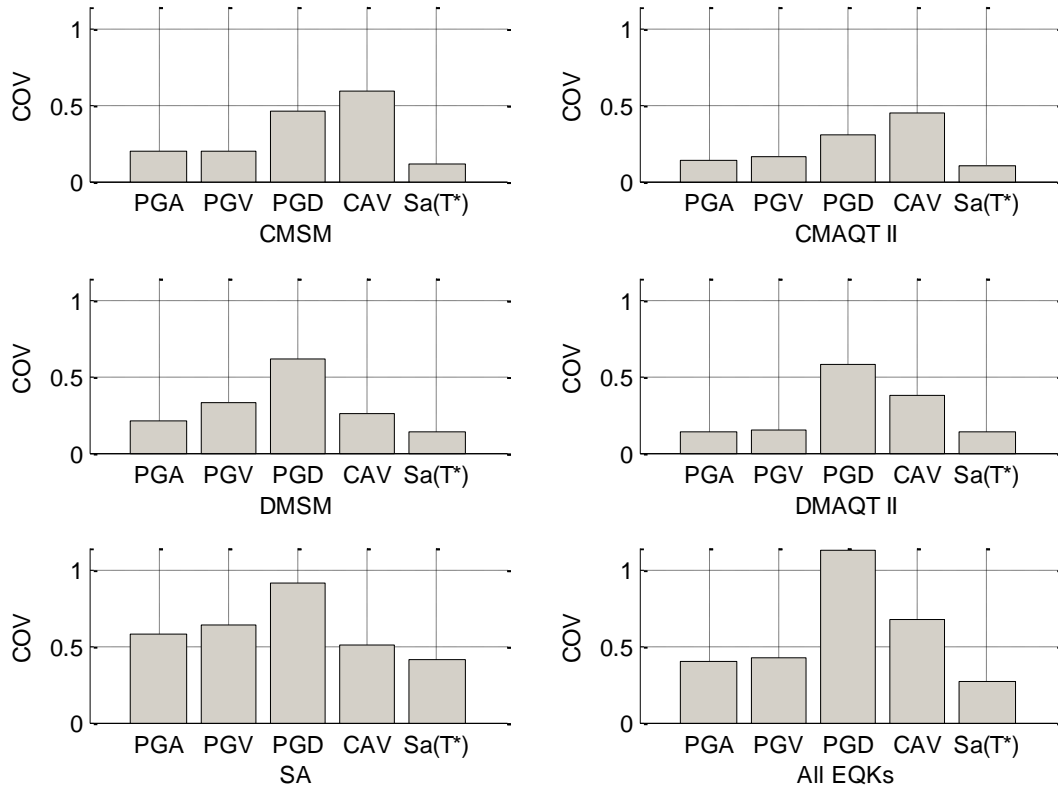 COV
1
0.5
0
PGA PGV PGD CAV Sa(T*)
CMSM
COV
1
0.5
0
PGA PGV PGD CAV Sa(T*)
CMAQT II
COV
1
0.5
0
PGA PGV PGD CAV Sa(T*)
DMSM
COV
1
0.5
0
PGA PGV PGD CAV Sa(T*)
DMAQT II
COV
1
0.5
0
PGA PGV PGD CAV Sa(T*)
SA
COV
1
0.5
0
PGA PGV PGD CAV Sa(T*)
All EQKs